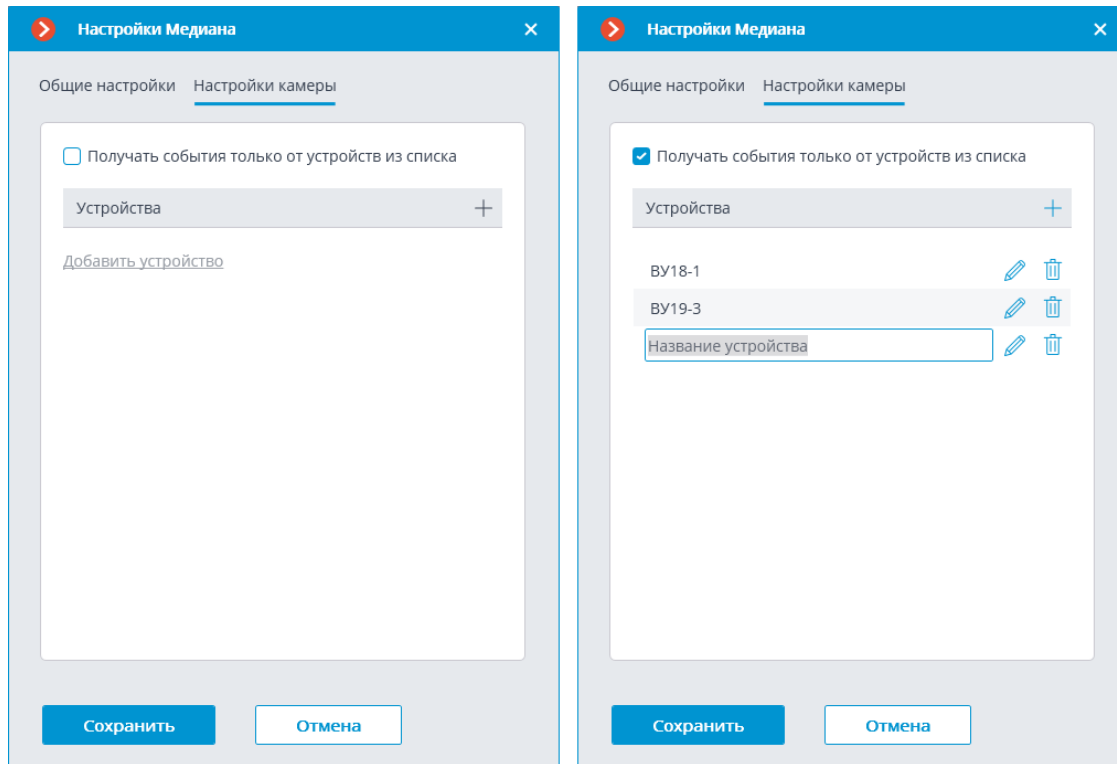 Настройки Медиана
Общие настройки Настройки камеры
Получать события только от устройств из списка
Устройства
Добавить устройство
Сохранить Отмена
Настройки Медиана
Общие настройки Настройки камеры
Получать события только от устройств из списка
Устройства
ВУ18-1
ВУ19-3
Название устройства
Сохранить Отмена